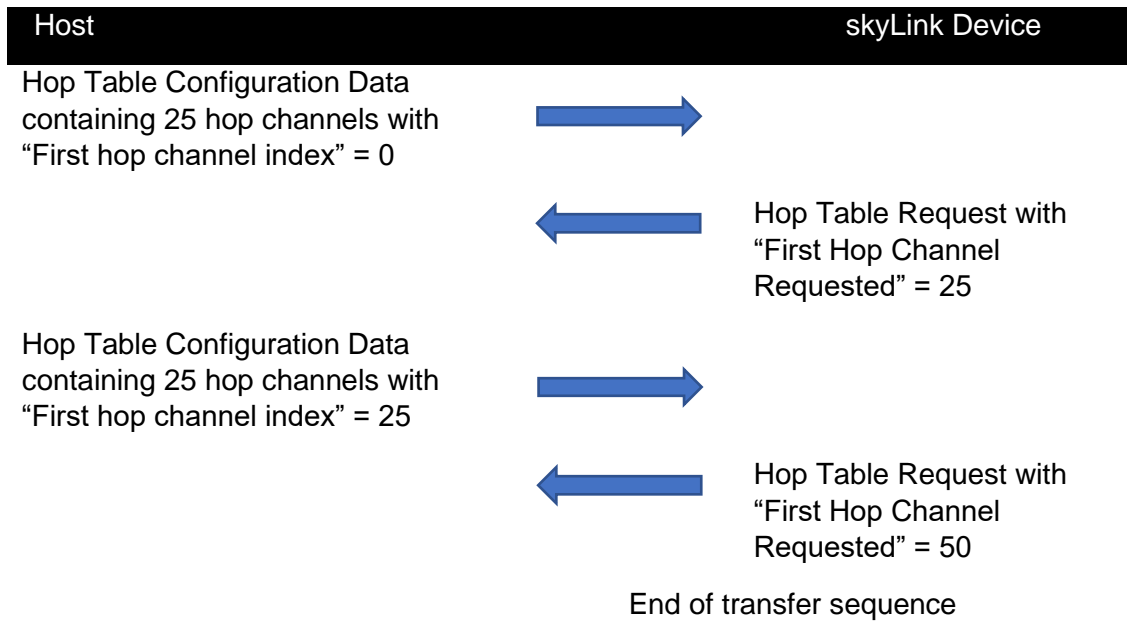 Host
skyLink Device
Hop Table Configuration Data
containing 25 hop channels with
“First hop channel index” = 0
Hop Table Request with
“First Hop Channel
Requested” = 25
Hop Table Configuration Data
containing 25 hop channels with
“First hop channel index” = 25
Hop Table Request with
“First Hop Channel
Requested” = 50
End of transfer sequence